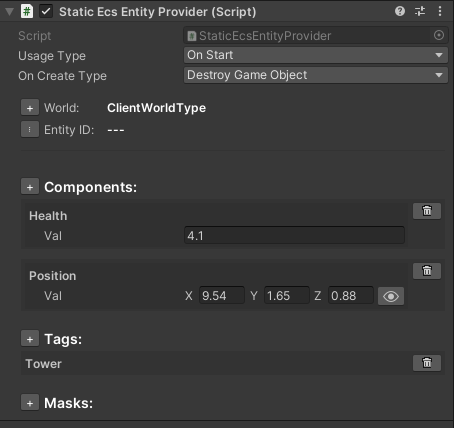 Static Ecs Entity Provider (Script)
Script StaticEcsEntityProvider
Usage Type On Start
On Create Type Destroy Game Object
+ World: ClientWorldType
Entity ID: ---
+ Components:
Health
Val 4.1
Position
Val X 9.54 Y 1.65 Z 0.88
+ Tags:
Tower
+ Masks: